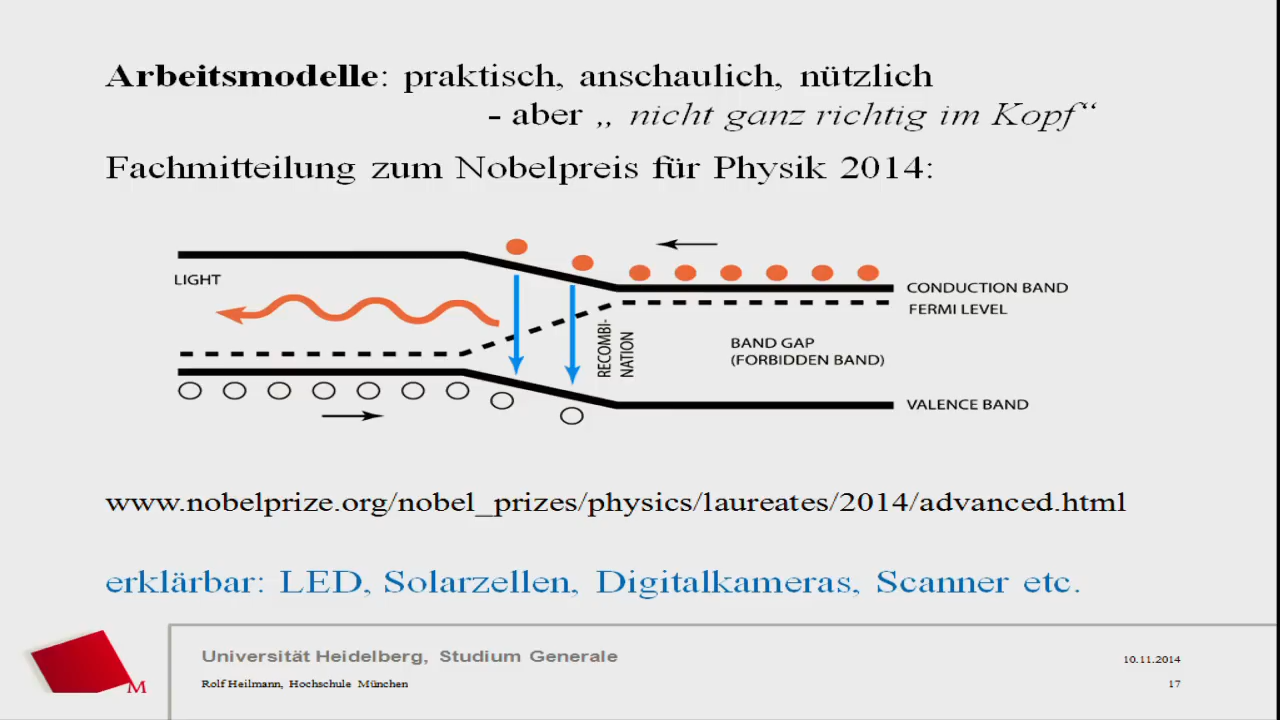 Arbeitsmodelle: praktisch, anschaulich, nützlich
- aber „ nicht ganz richtig im Kopf“
Fachmitteilung zum Nobelpreis für Physik 2014:
LIGHT
CONDUCTION BAND
FERMI LEVEL
RECOMBI-
NATION
BAND GAP
(FORBIDDEN BAND)
VALENCE BAND
www.nobelprize.org/nobel_prizes/physics/laureates/2014/advanced.html
erklärbar: LED, Solarzellen, Digitalkameras, Scanner etc.
M
Universität Heidelberg, Studium Generale
10.11.2014
Rolf Heilmann, Hochschule München
17